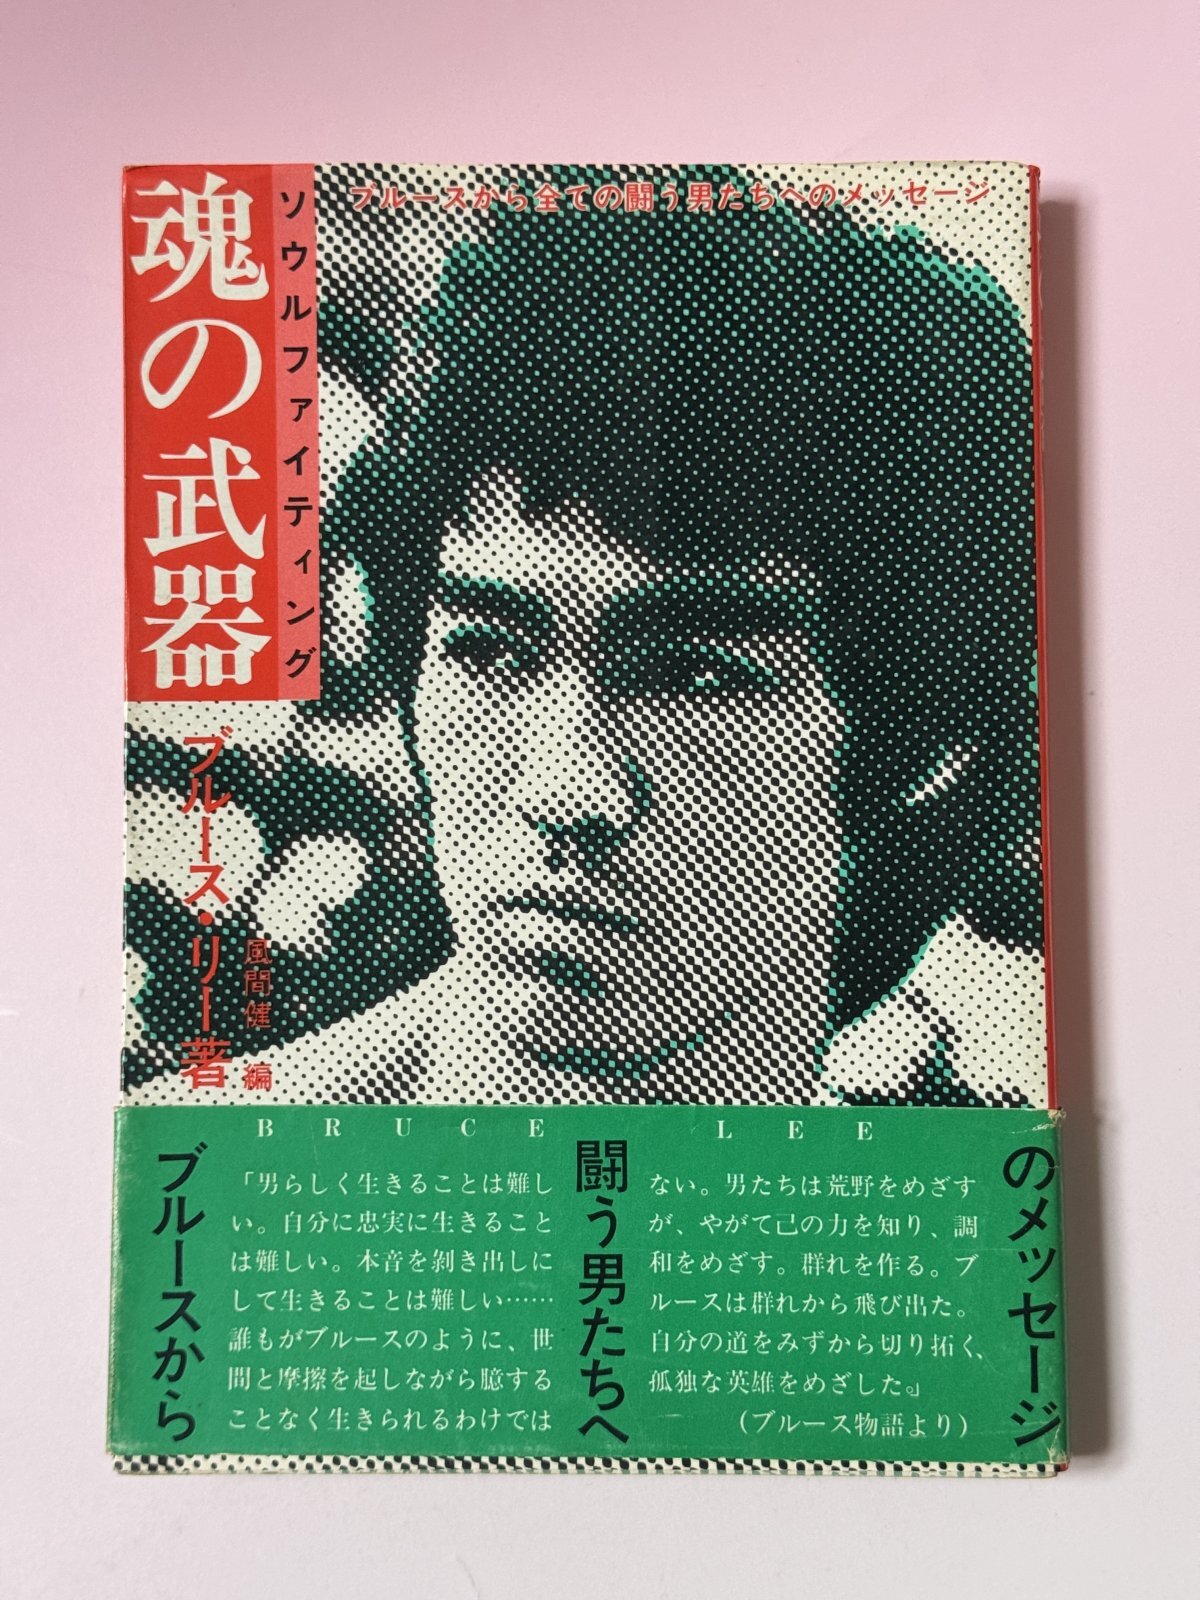 ブルースから全ての闘う男たちへのメッセージ
魂の武器
ソウルファイティング
ブルース・リー著
風間健 編
BRUCE LEE
ブルースから
闘う男たちへ
のメッセージ
「男らしく生きることは難し
い。自分に忠実に生きること
は難しい。本音を剥き出しに
して生きることは難しい……
誰もがブルースのように、世
間と摩擦を起しながら臆する
ことなく生きられるわけでは
ない。男たちは荒野をめざす
が、やがて己の力を知り、調
和をめざす。群れを作る。ブ
ルースは群れから飛び出た。
自分の道をみずから切り拓く、
孤独な英雄をめざした。」
（ブルース物語より）